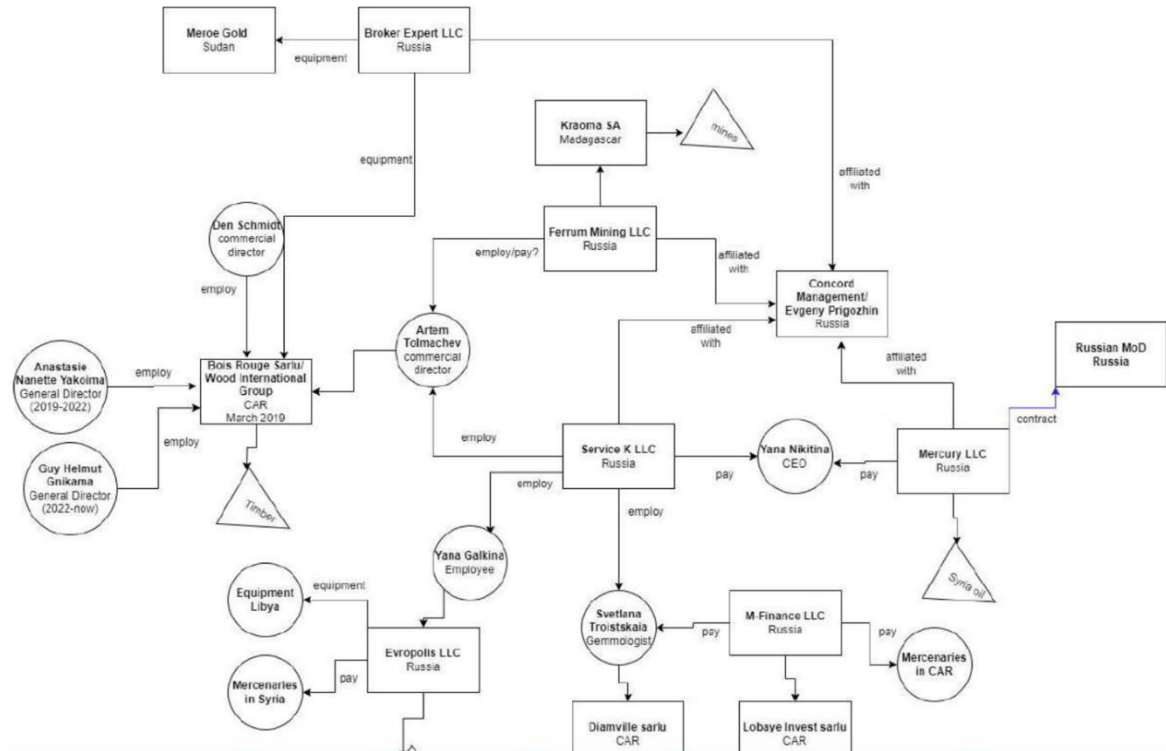 Meroe Gold
Sudan
Broker Expert LLC
Russia
equipment
Kraoma SA
Madagascar
mines
equipment
affiliated
with
Den Schmidt
commercial
director
Ferrum Mining LLC
Russia
employ/pay?
affiliated
with
employ
Concord
Management/
Evgeny Prigozhin
Russia
Artem
Tolmachev
commercial
director
affiliated
with
Russian MoD
Russia
Anastasie
Nanette Yakoima
General Director
(2019-2022)
employ
Bois Rouge Sarlu/
Wood International
Group
CAR
March 2019
affiliated
with
contract
employ
Guy Helmut
Gnikama
General Director
(2022-now)
employ
Service K LLC
Russia
pay
Yana Nikitina
CEO
pay
Mercury LLC
Russia
Timber
employ
employ
Yana Galkina
Employee
Syria oil
Equipment
Libya
equipment
Svetlana
Troistskaia
Gemmologist
pay
M-Finance LLC
Russia
pay
Evropolis LLC
Russia
Mercenaries
in CAR
Mercenaries
in Syria
pay
Diamville sarlu
CAR
Lobaye Invest sarlu
CAR